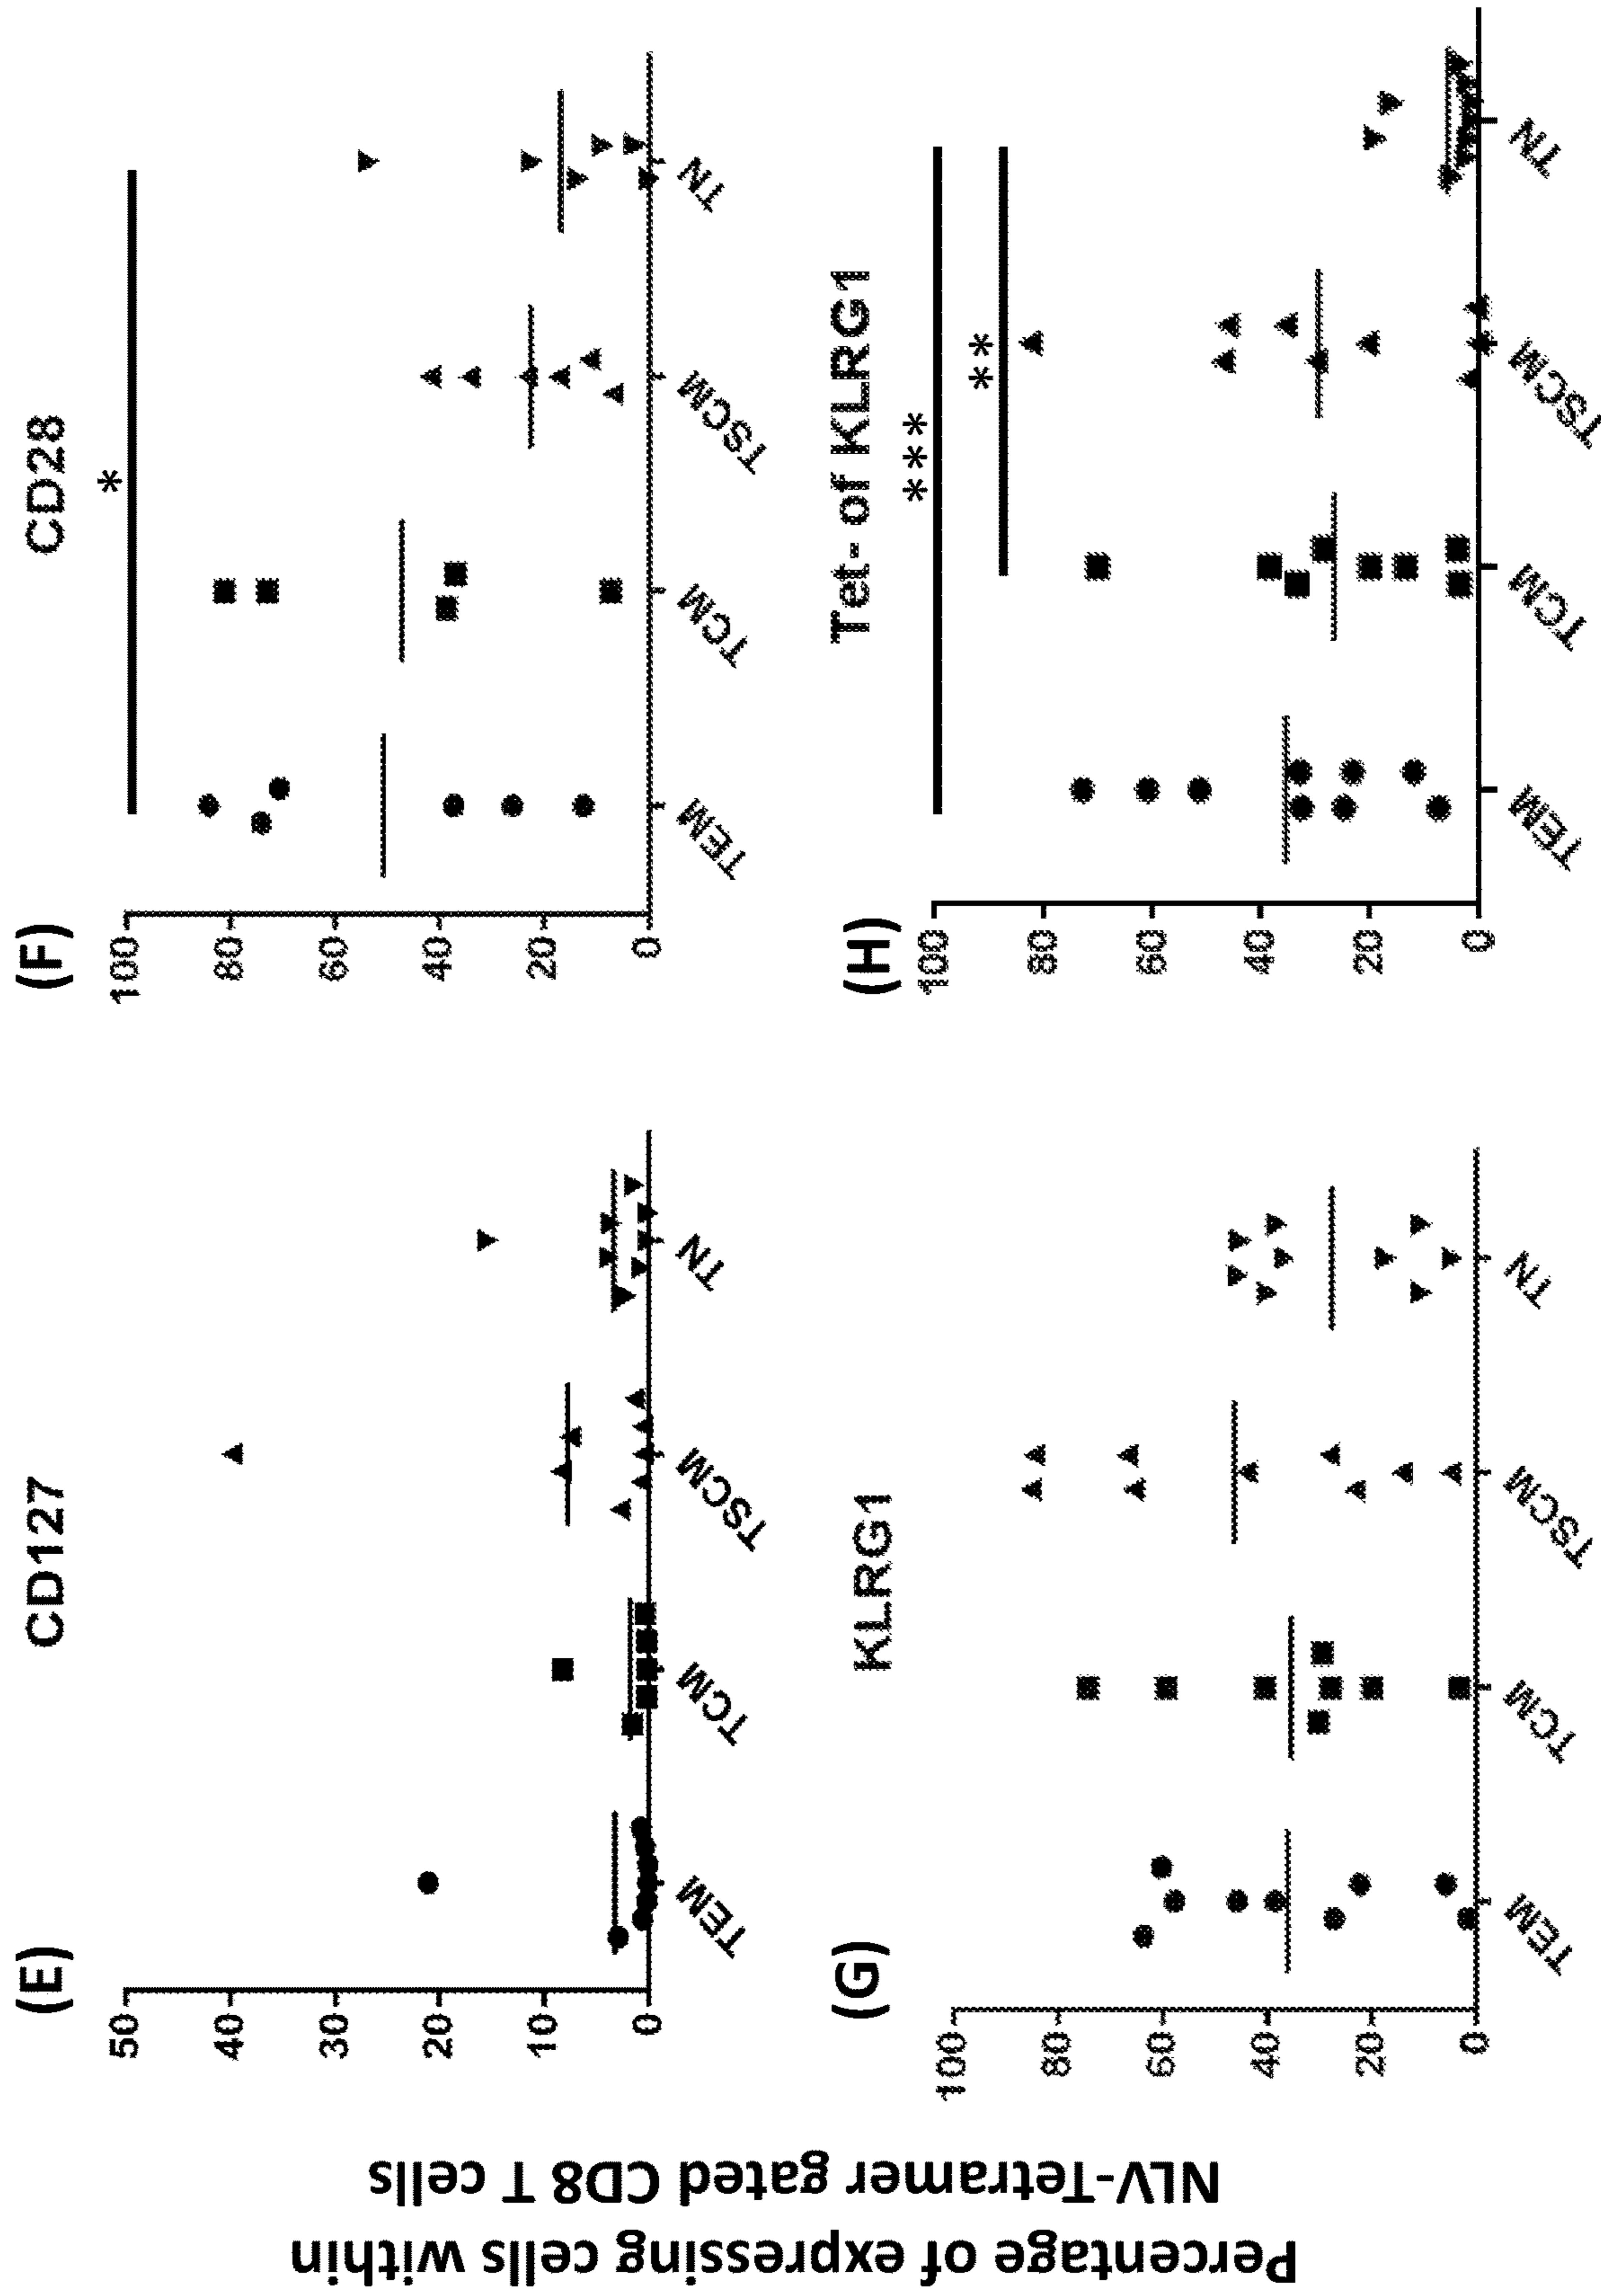 Percentage of expressing cells within
NLV-Tetramer gated CD8 T cells
(E)
CD127
50
40
30
20
10
0
TEM
TCM
TSCM
TN
(F)
CD28
*
100
80
60
40
20
0
TEM
TCM
TSCM
TN
(G)
KLRG1
100
80
60
40
20
0
TEM
TCM
TSCM
TN
(H)
Tet- of KLRG1
***
**
100
80
60
40
20
0
TEM
TCM
TSCM
TN